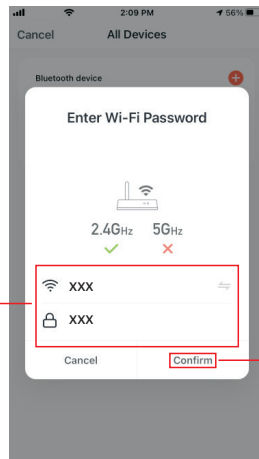 2:09 PM 56%
Cancel All Devices
Bluetooth device
Enter Wi-Fi Password
2.4GHz 5GHz
XXX
XXX
Cancel Confirm